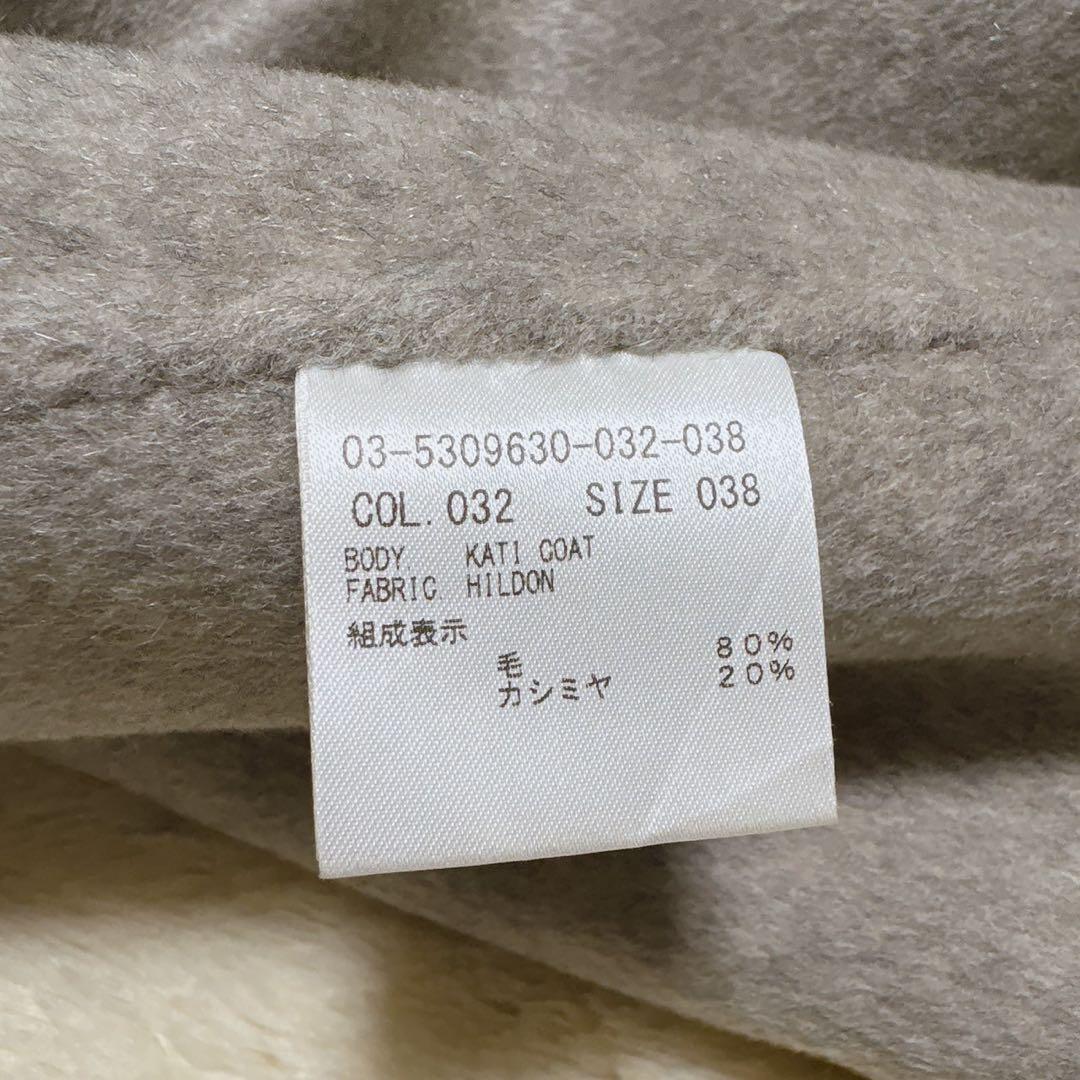 03-5309630-032-038
COL. 032 SIZE 038
BODY. KATI COAT
FABRIC HILDON
組成表示
毛 80%
カシミヤ 20%